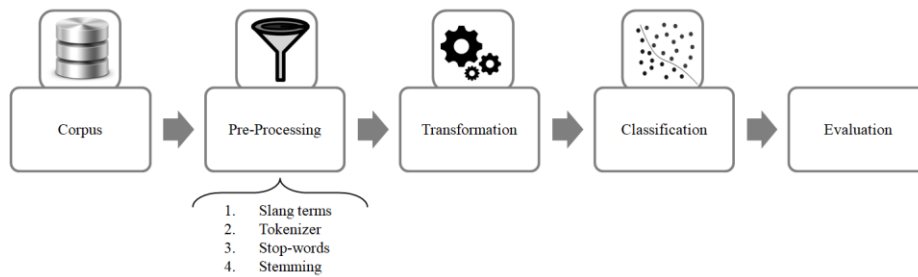 Corpus
Pre-Processing
Transformation
Classification
Evaluation
1. Slang terms
2. Tokenizer
3. Stop-words
4. Stemming